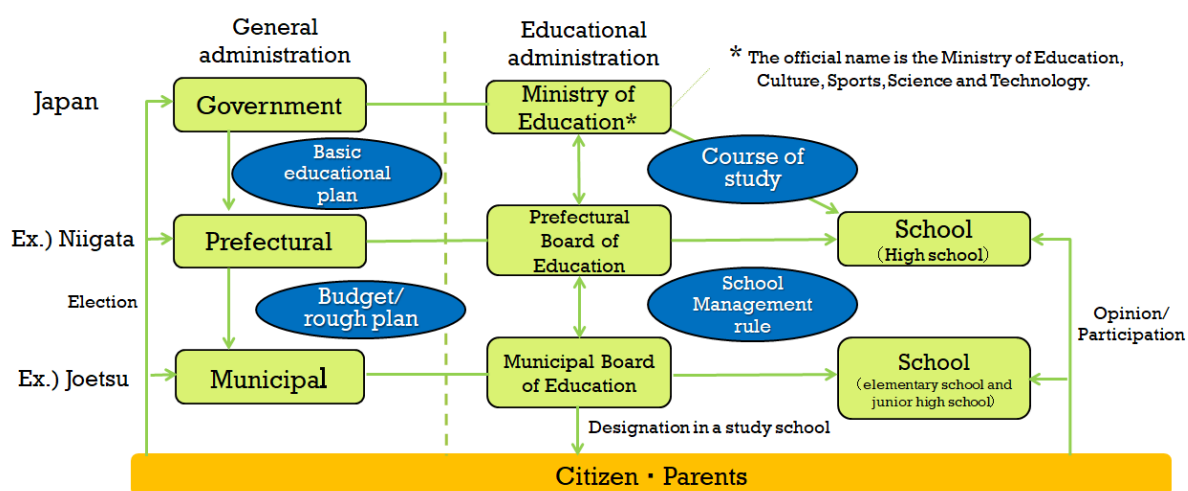 General
administration
Educational
administration
* The official name is the Ministry of Education,
Culture, Sports, Science and Technology.
Japan
Government
Ministry of
Education*
Basic
educational
plan
Course of
study
Ex.) Niigata
Prefectural
Prefectural
Board of
Education
School
(High school)
Election
Budget/
rough plan
School
Management
rule
Opinion/
Participation
Ex.) Joetsu
Municipal
Municipal Board
of Education
School
(elementary school and
junior high school)
Designation in a study school
Citizen・Parents